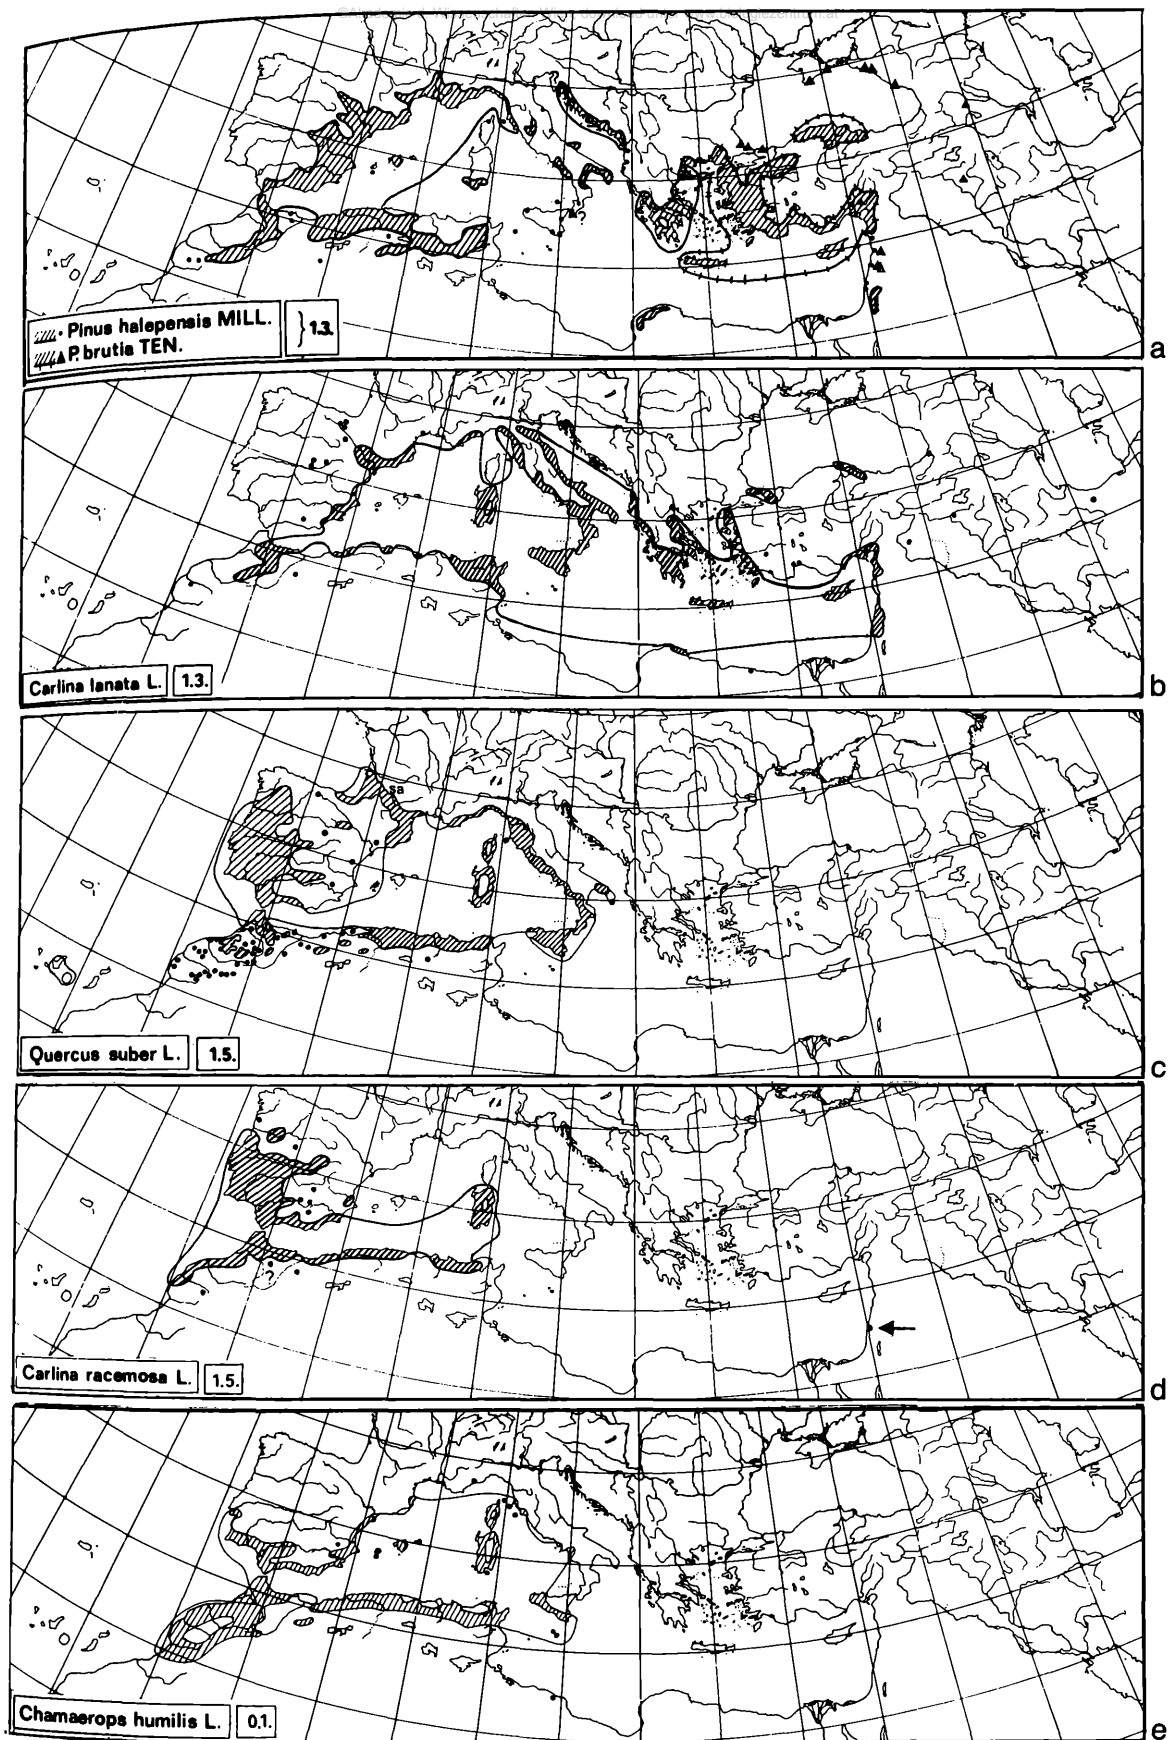 . Pinus halepensis MILL.
▲ P. brutia TEN.
} 1.3.
a
Carlina lanata L.
1.3.
b
sa
Quercus suber L.
1.5.
c
?
Carlina racemosa L.
1.5.
d
Chamaerops humilis L.
0.1.
e